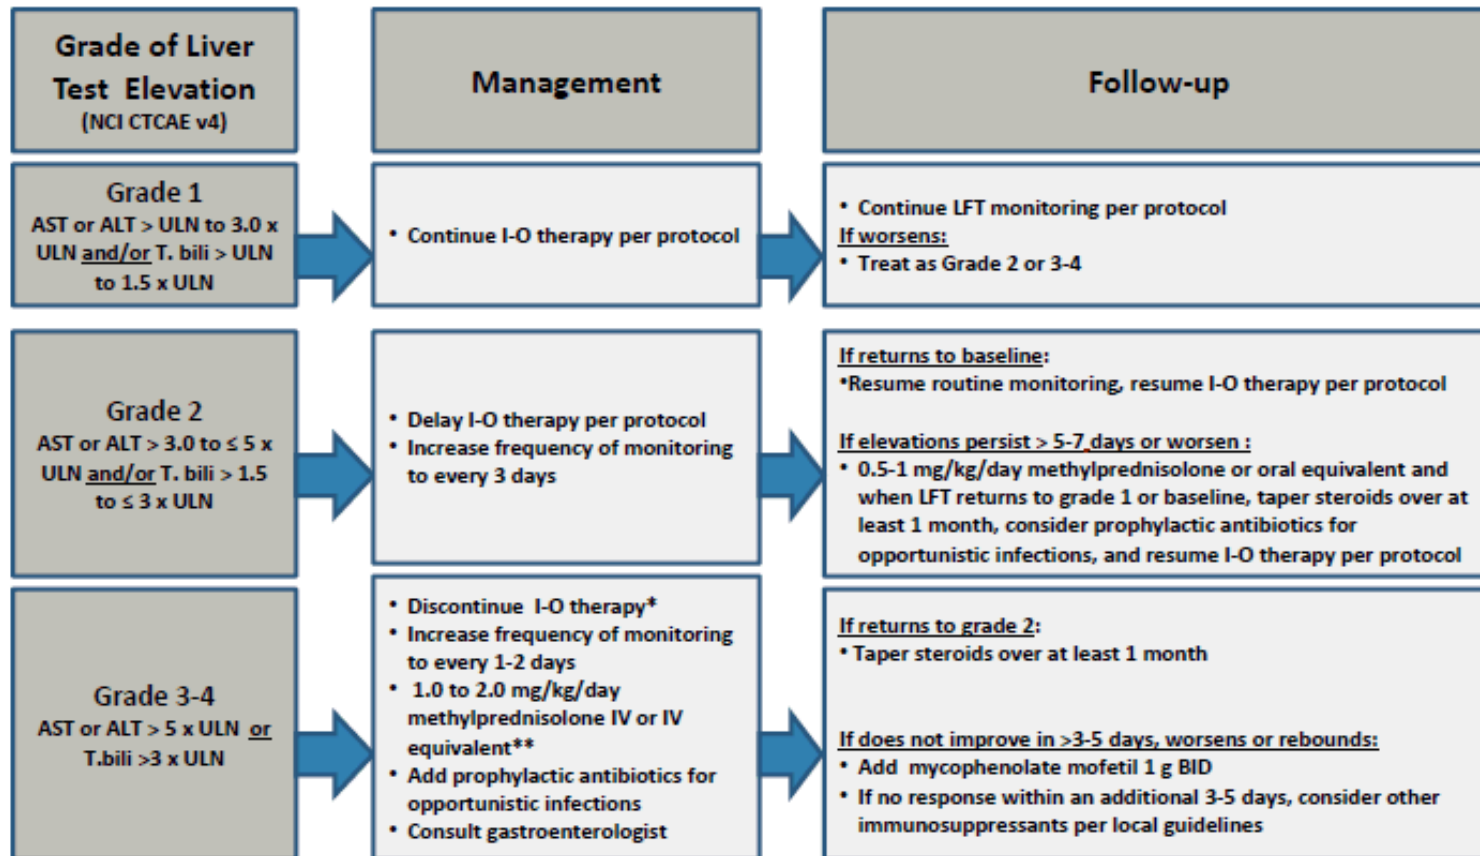 Grade of Liver
Test Elevation
(NCI CTCAE v4)
Management
Follow-up
Grade 1
AST or ALT > ULN to 3.0 x
ULN and/or T. bili > ULN
to 1.5 x ULN
• Continue I-O therapy per protocol
• Continue LFT monitoring per protocol
If worsens:
• Treat as Grade 2 or 3-4
Grade 2
AST or ALT > 3.0 to ≤ 5 x
ULN and/or T. bili > 1.5
to ≤ 3 x ULN
• Delay I-O therapy per protocol
• Increase frequency of monitoring
to every 3 days
If returns to baseline:
•Resume routine monitoring, resume I-O therapy per protocol
If elevations persist > 5-7 days or worsen :
• 0.5-1 mg/kg/day methylprednisolone or oral equivalent and
when LFT returns to grade 1 or baseline, taper steroids over at
least 1 month, consider prophylactic antibiotics for
opportunistic infections, and resume I-O therapy per protocol
Grade 3-4
AST or ALT > 5 x ULN or
T.bili >3 x ULN
• Discontinue I-O therapy*
• Increase frequency of monitoring
to every 1-2 days
• 1.0 to 2.0 mg/kg/day
methylprednisolone IV or IV
equivalent**
• Add prophylactic antibiotics for
opportunistic infections
• Consult gastroenterologist
If returns to grade 2:
• Taper steroids over at least 1 month
If does not improve in >3-5 days, worsens or rebounds:
• Add mycophenolate mofetil 1 g BID
• If no response within an additional 3-5 days, consider other
immunosuppressants per local guidelines